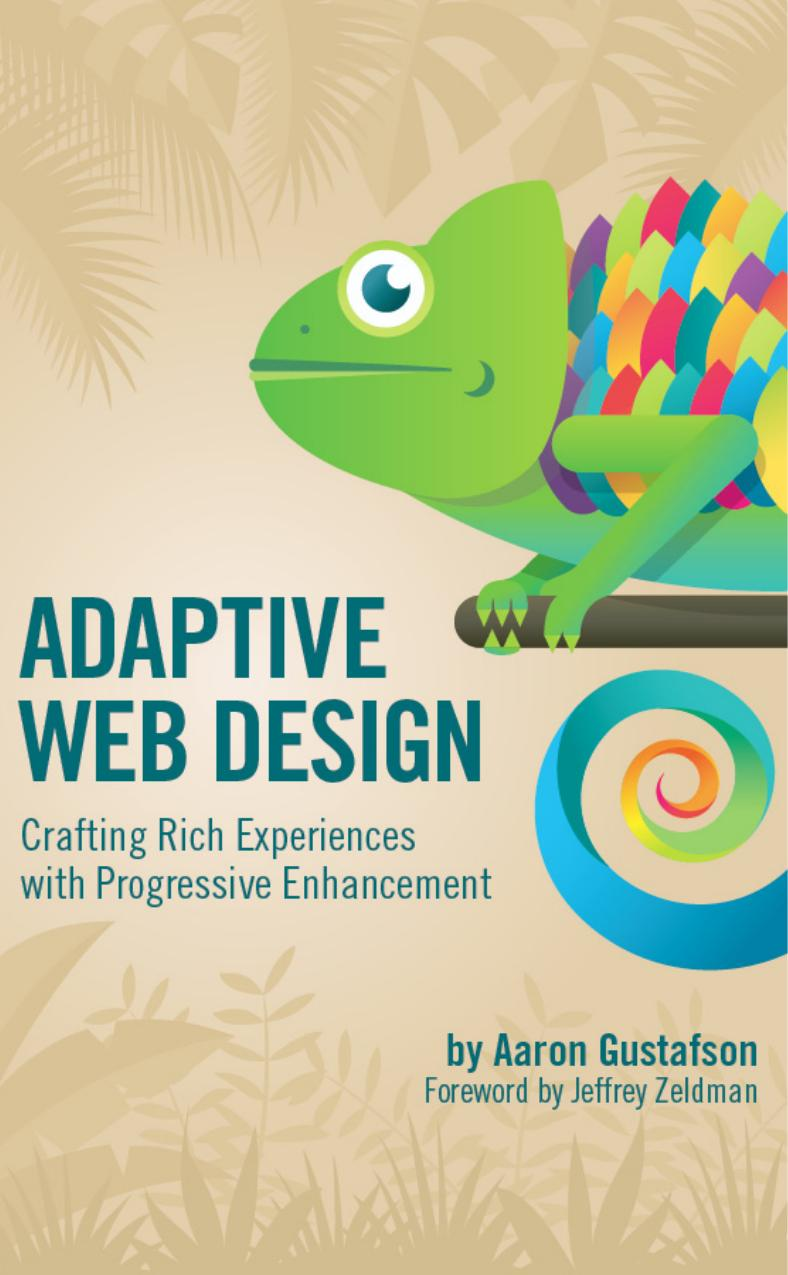 ADAPTIVE
WEB DESIGN
Crafting Rich Experiences
with Progressive Enhancement
by Aaron Gustafson
Foreword by Jeffrey Zeldman